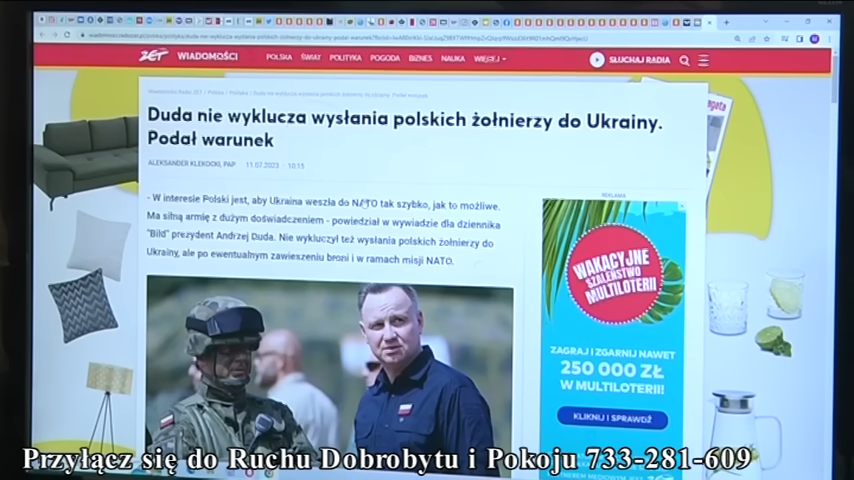 ZET WIADOMOŚCI POLSKA ŚWIAT POLITYKA POGODA BIZNES NAUKA WIĘCEJ SŁUCHAJ RADIA
Duda nie wyklucza wysłania polskich żołnierzy do Ukrainy.
Podał warunek
ALEKSANDER KLEKOCKI, PAP 11.07.2023 - 10:15
- W interesie Polski jest, aby Ukraina weszła do NATO tak szybko, jak to możliwe.
Ma silną armię z dużym doświadczeniem - powiedział w wywiadzie dla dziennika
"Bild" prezydent Andrzej Duda. Nie wykluczył też wysłania polskich żołnierzy do
Ukrainy, ale po ewentualnym zawieszeniu broni i w ramach misji NATO.
REKLAMA
WAKACYJNE
SZALEŃSTWO
MULTILOTERII
ZAGRAJ I ZGARNIJ NAWET
250 000 ZŁ
W MULTILOTERII!
KLIKNIJ I SPRAWDŹ
Przyłącz się do Ruchu Dobrobytu i Pokoju 733-281-609